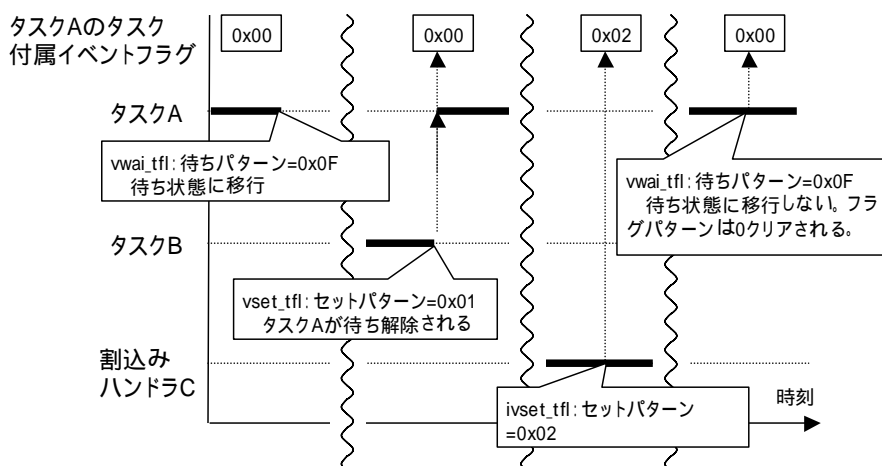 タスクAのタスク
付属イベントフラグ
0x00
0x00
0x02
0x00
タスクA
vwai_tfl:待ちパターン=0x0F
待ち状態に移行
vwai_tfl:待ちパターン=0x0F
待ち状態に移行しない。フラ
グパターンは0クリアされる。
タスクB
vset_tfl:セットパターン=0x01
タスクAが待ち解除される
割込み
ハンドラC
ivset_tfl:セットパターン
=0x02
時刻